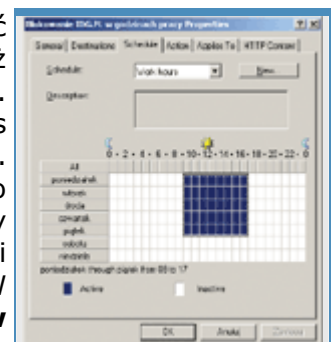 ć
ż
.
s
.
o
y
i
V
Blokowanie IDG.PL w godzinach pracy Properties
General Destinations Schedule Action Applies To HTTP Content
Schedule: Work hours New...
Description:
0 - 2 - 4 - 6 - 8 - 10 - 12 - 14 - 16 - 18 - 20 - 22 - 0
All
poniedziałek
wtorek
środa
czwartek
piątek
sobota
niedziela
poniedziałek through piątek from 09 to 17
Active Inactive
OK Anuluj Zastosuj